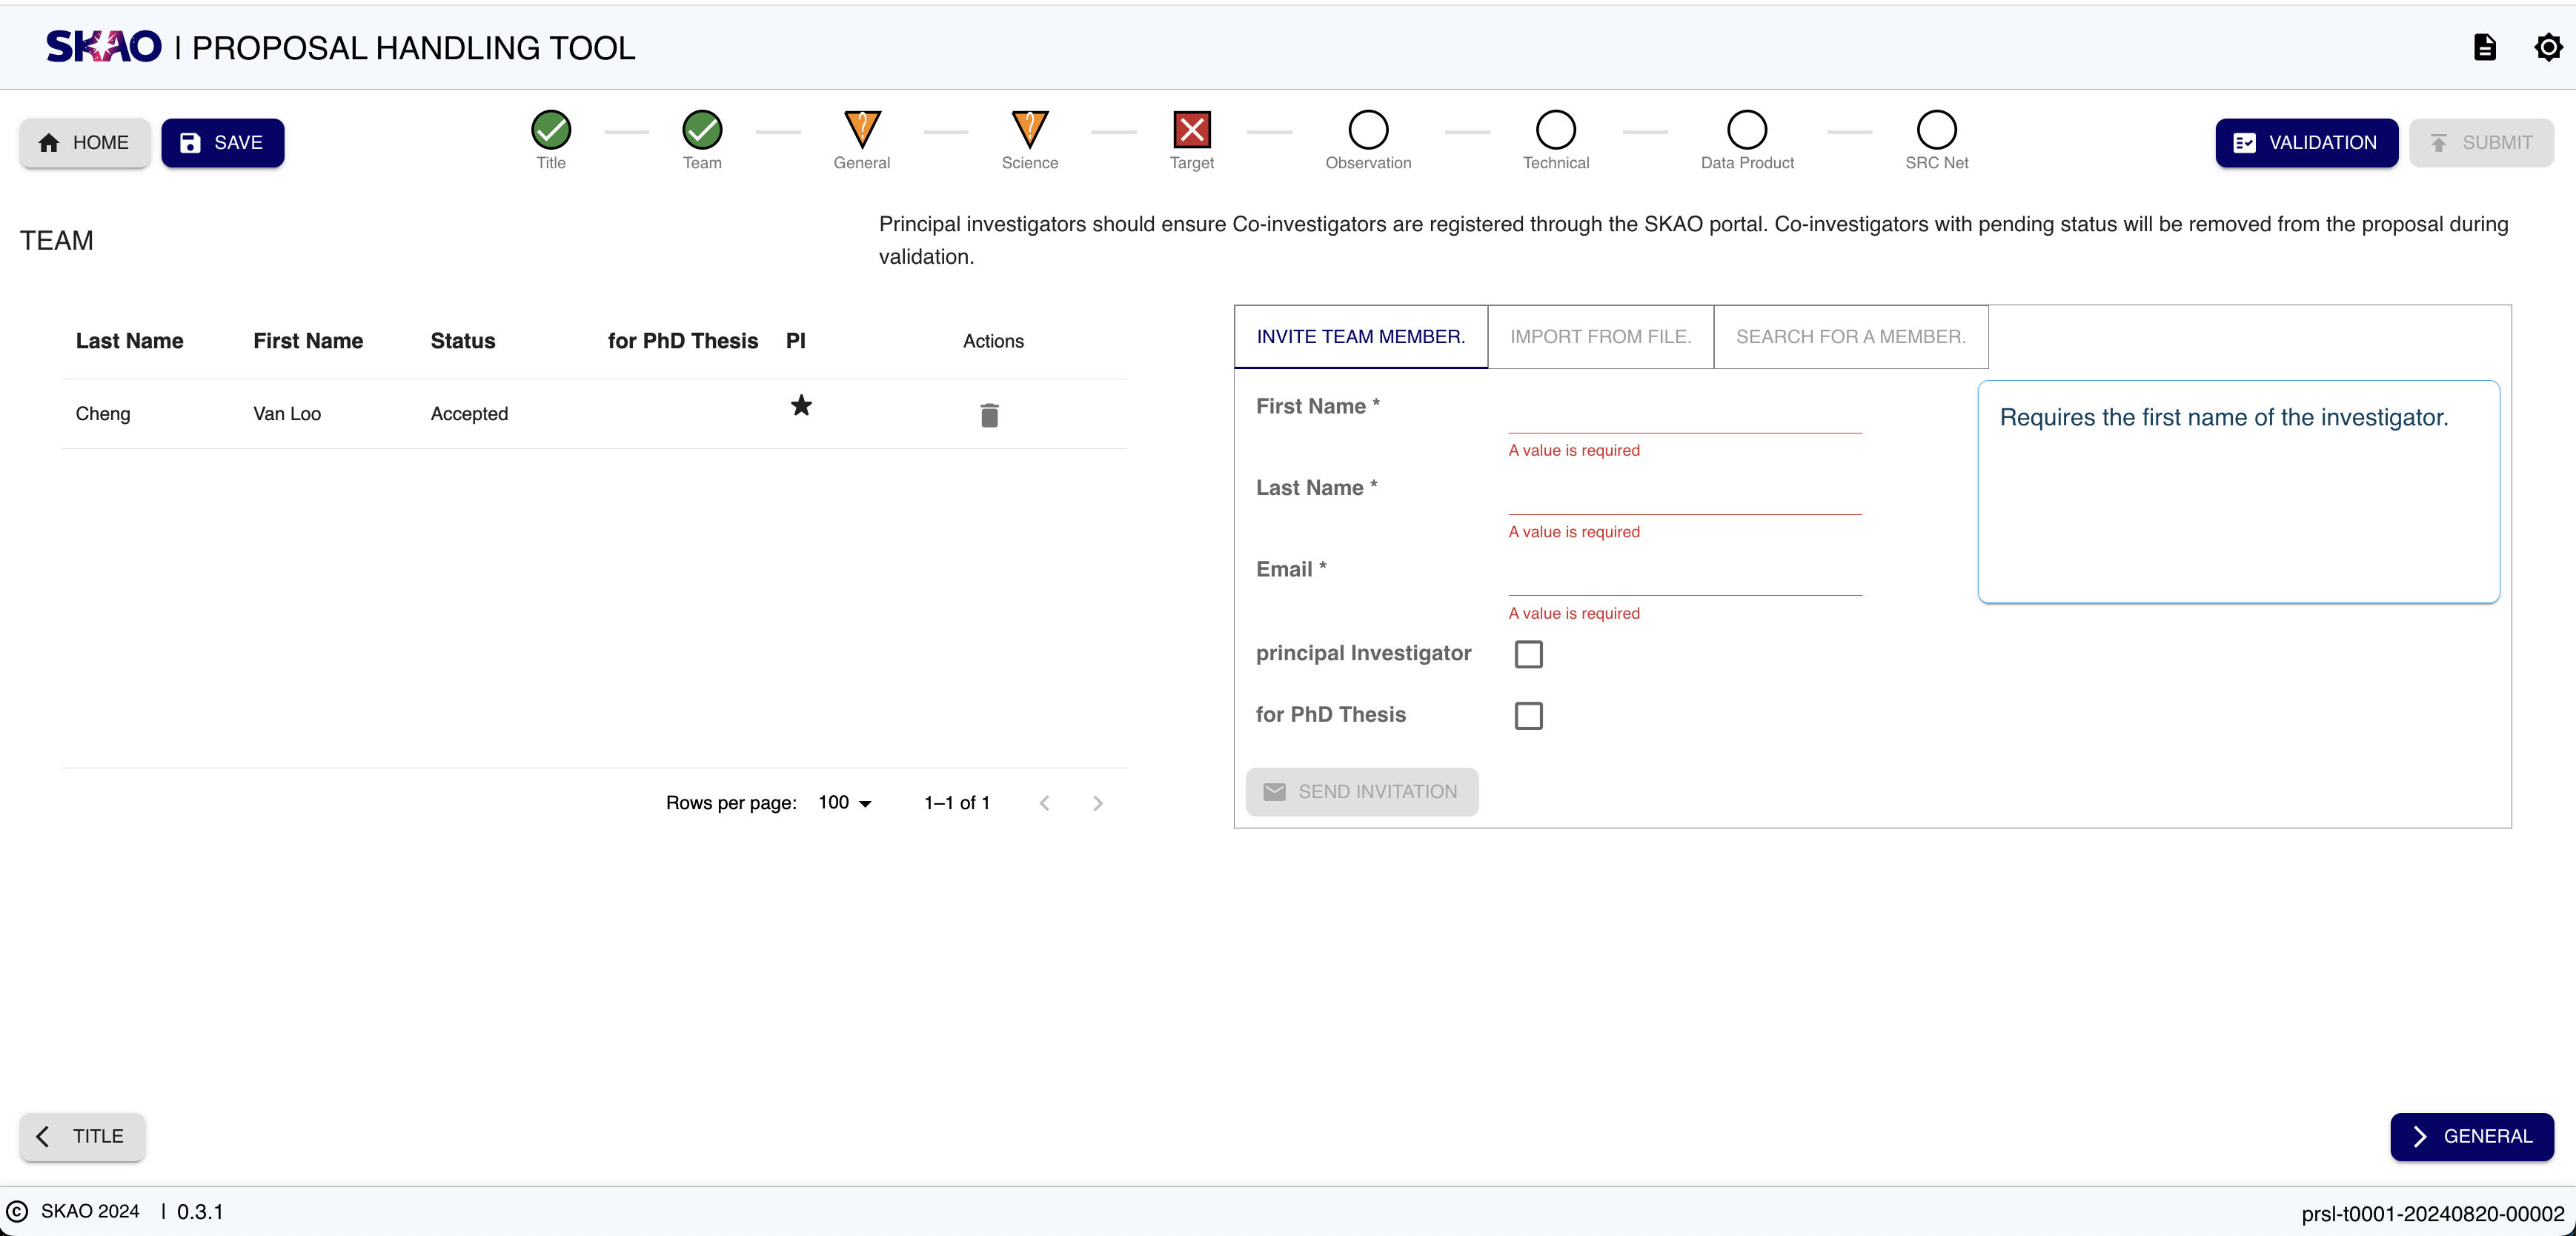 SKAO | PROPOSAL HANDLING TOOL
HOME
SAVE
Title
Team
General
Science
Target
Observation
Technical
Data Product
SRC Net
VALIDATION
SUBMIT
TEAM
Principal investigators should ensure Co-investigators are registered through the SKAO portal. Co-investigators with pending status will be removed from the proposal during
validation.
Last Name First Name Status for PhD Thesis PI Actions
Cheng Van Loo Accepted
Rows per page: 100 1–1 of 1
INVITE TEAM MEMBER. IMPORT FROM FILE. SEARCH FOR A MEMBER.
First Name *
A value is required
Last Name *
A value is required
Email *
A value is required
principal Investigator
for PhD Thesis
SEND INVITATION
Requires the first name of the investigator.
TITLE
GENERAL
© SKAO 2024 | 0.3.1
prsl-t0001-20240820-00002